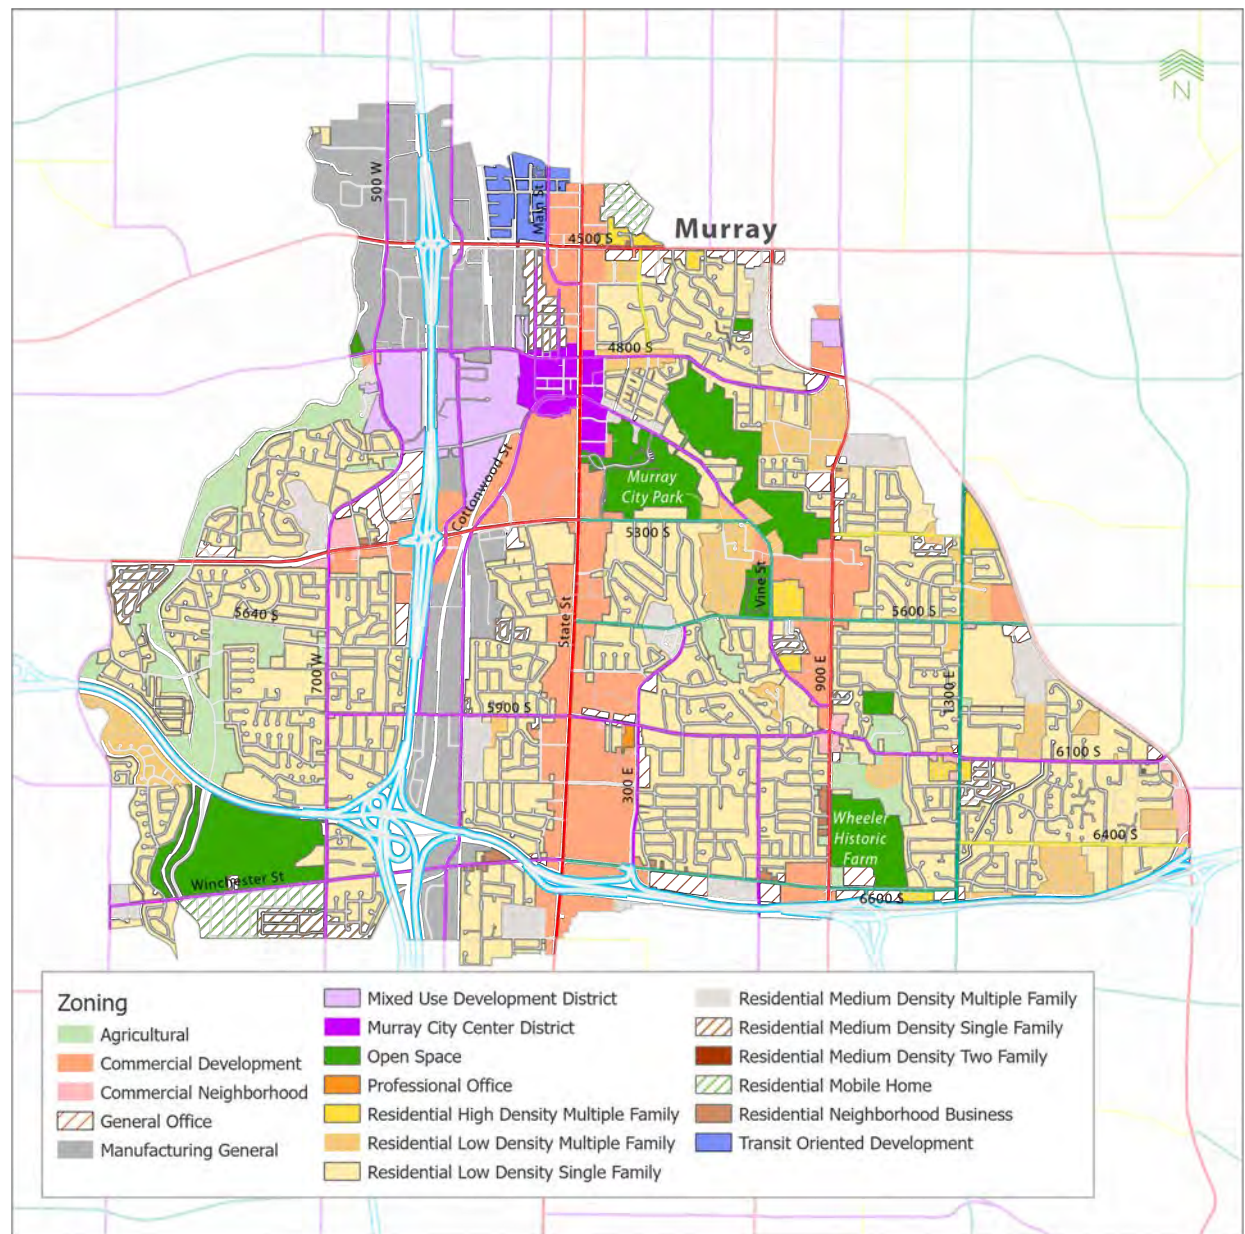 N
500 W
Main St
Murray
4500 S
4800 S
Cottonwood St
Murray
City Park
5300 S
State St
Vine St
5640 S
5600 S
700 W
900 E
1300 E
5900 S
300 E
6100 S
Wheeler
Historic
Farm
6400 S
Winchester St
6600 S
Zoning
Agricultural
Commercial Development
Commercial Neighborhood
General Office
Manufacturing General
Mixed Use Development District
Murray City Center District
Open Space
Professional Office
Residential High Density Multiple Family
Residential Low Density Multiple Family
Residential Low Density Single Family
Residential Medium Density Multiple Family
Residential Medium Density Single Family
Residential Medium Density Two Family
Residential Mobile Home
Residential Neighborhood Business
Transit Oriented Development